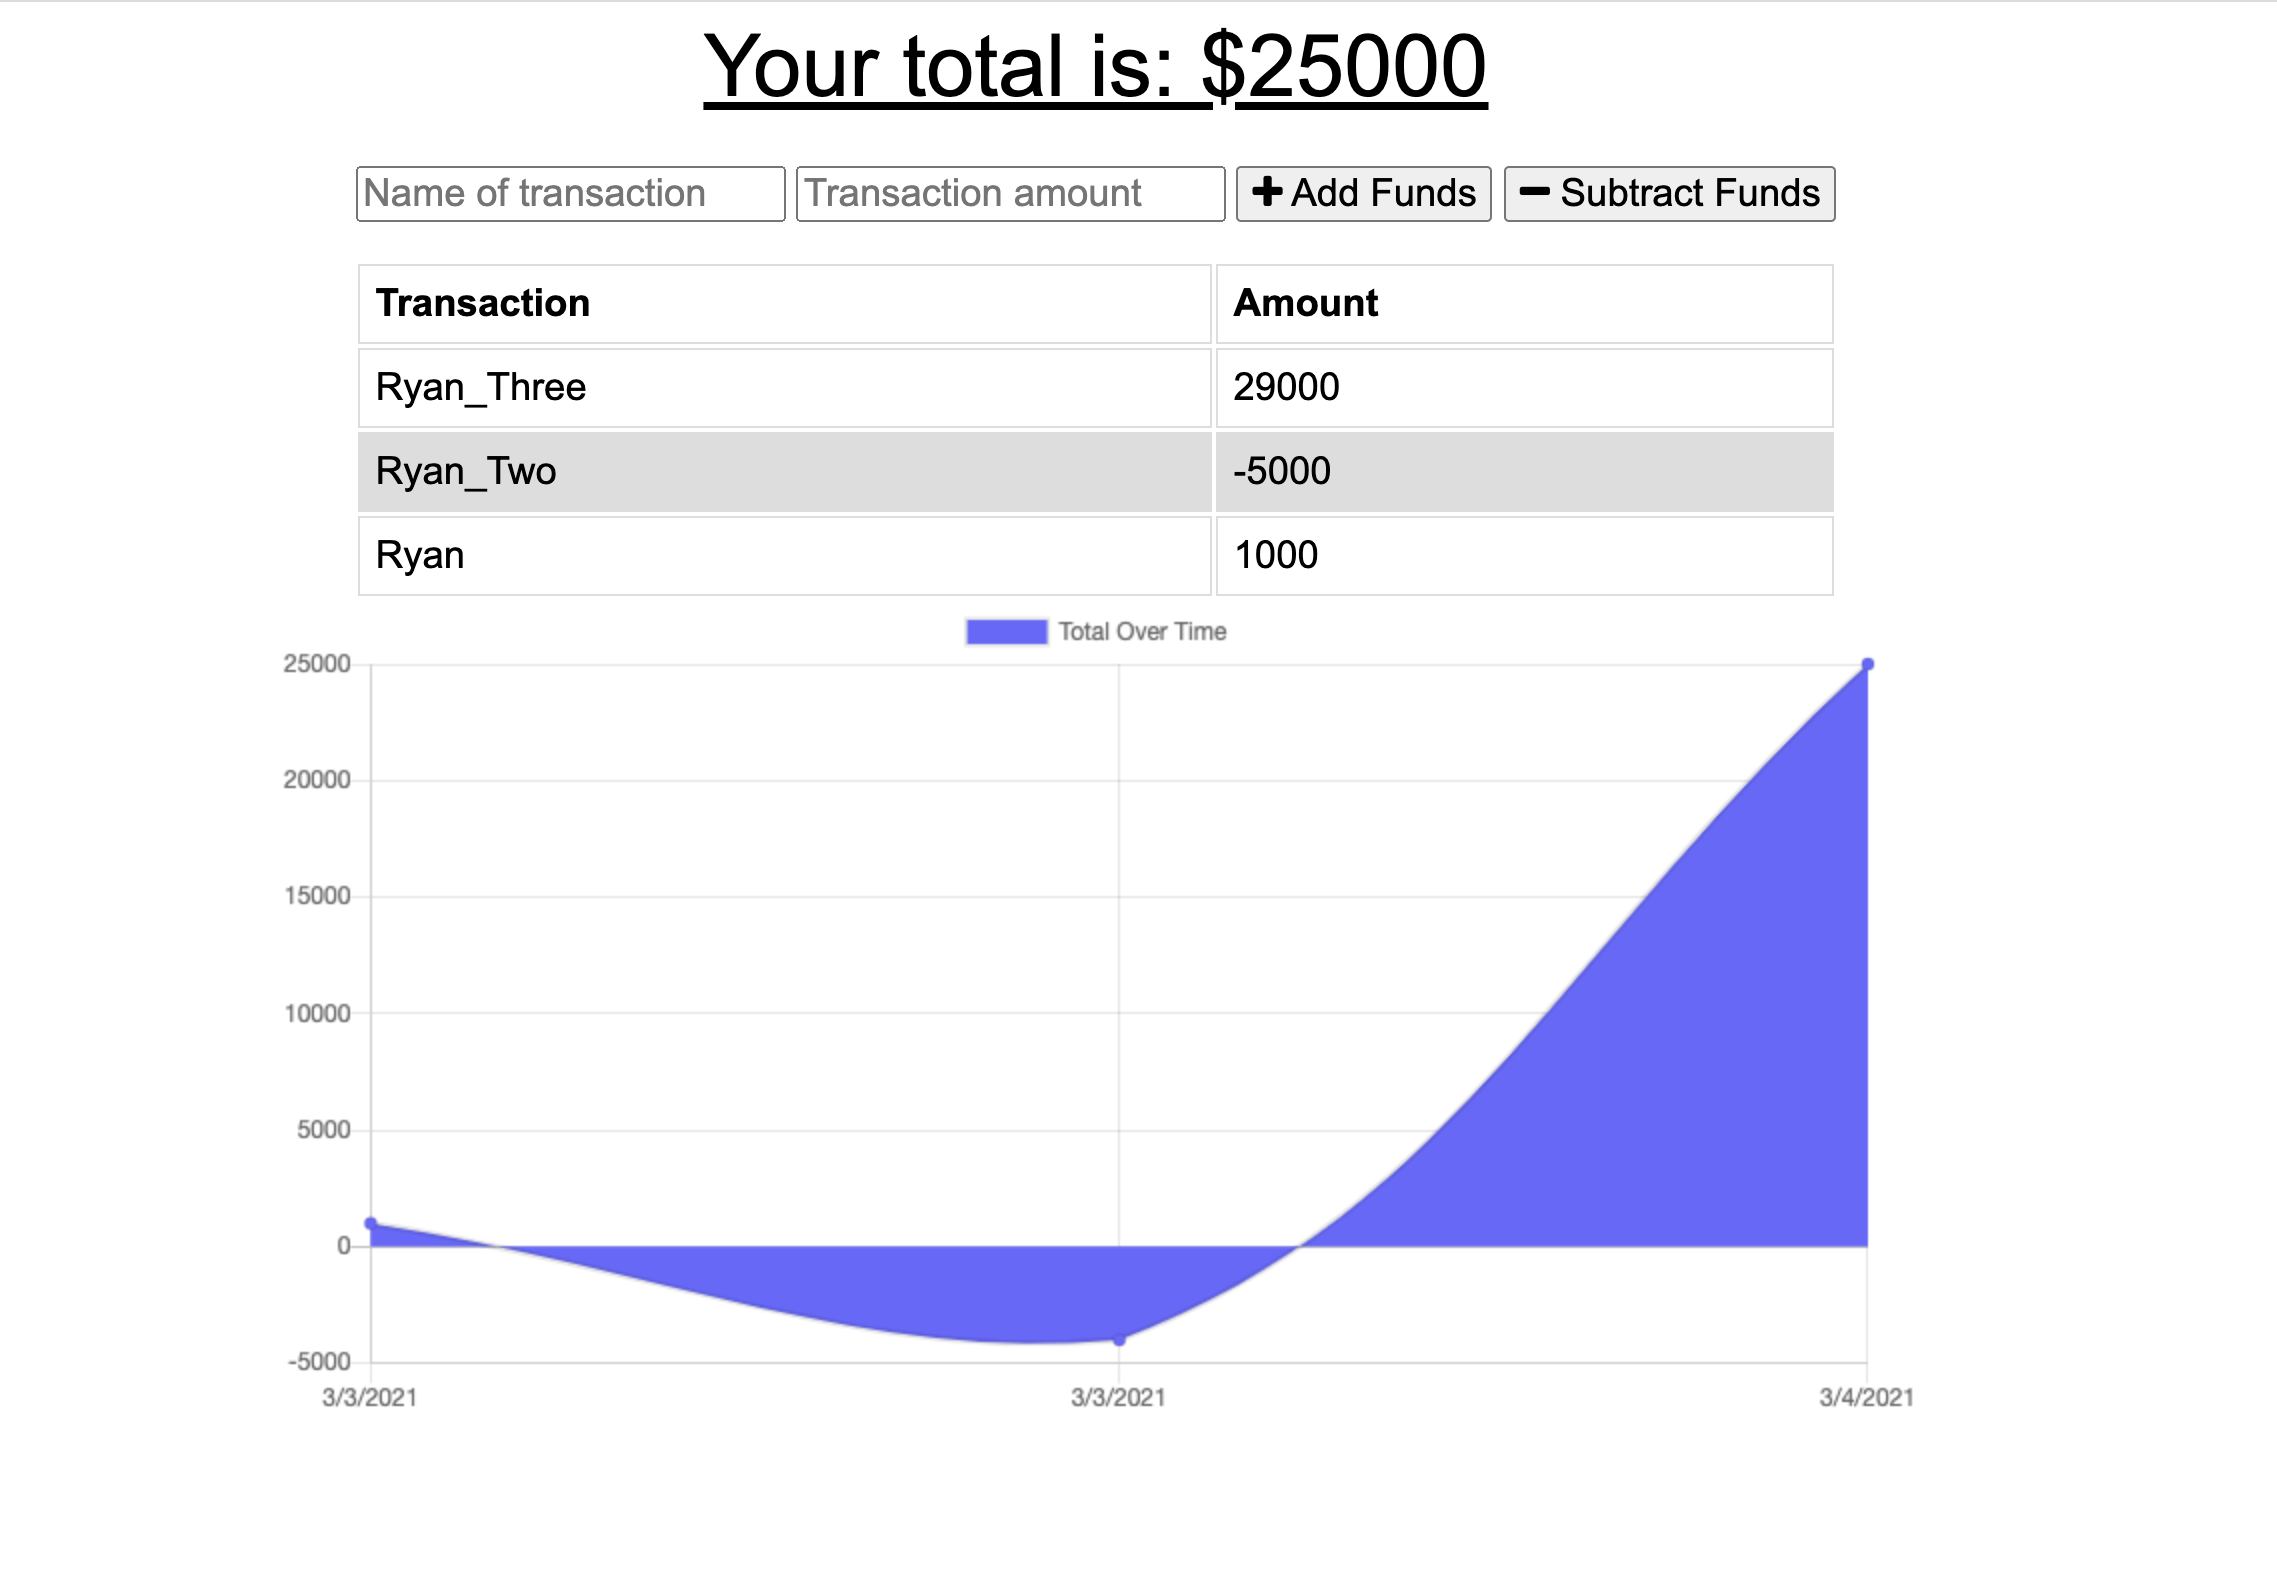 Your total is: $25000
Name of transaction Transaction amount Add Funds Subtract Funds
Transaction Amount
Ryan_Three 29000
Ryan_Two -5000
Ryan 1000
Total Over Time
25000
20000
15000
10000
5000
0
-5000
3/3/2021 3/3/2021 3/4/2021